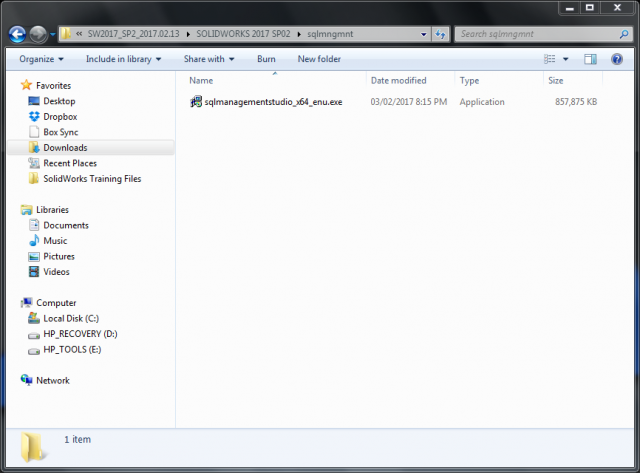 « SW2017_SP2_2017.02.13 ▸ SOLIDWORKS 2017 SP02 ▸ sqlmngmnt
Search sqlmngmnt
Organize Include in library Share with Burn New folder
Name Date modified Type Size
sqlmanagementstudio_x64_enu.exe 03/02/2017 8:15 PM Application 857,875 KB
Favorites
Desktop
Dropbox
Box Sync
Downloads
Recent Places
SolidWorks Training Files
Libraries
Documents
Music
Pictures
Videos
Computer
Local Disk (C:)
HP_RECOVERY (D:)
HP_TOOLS (E:)
Network
1 item